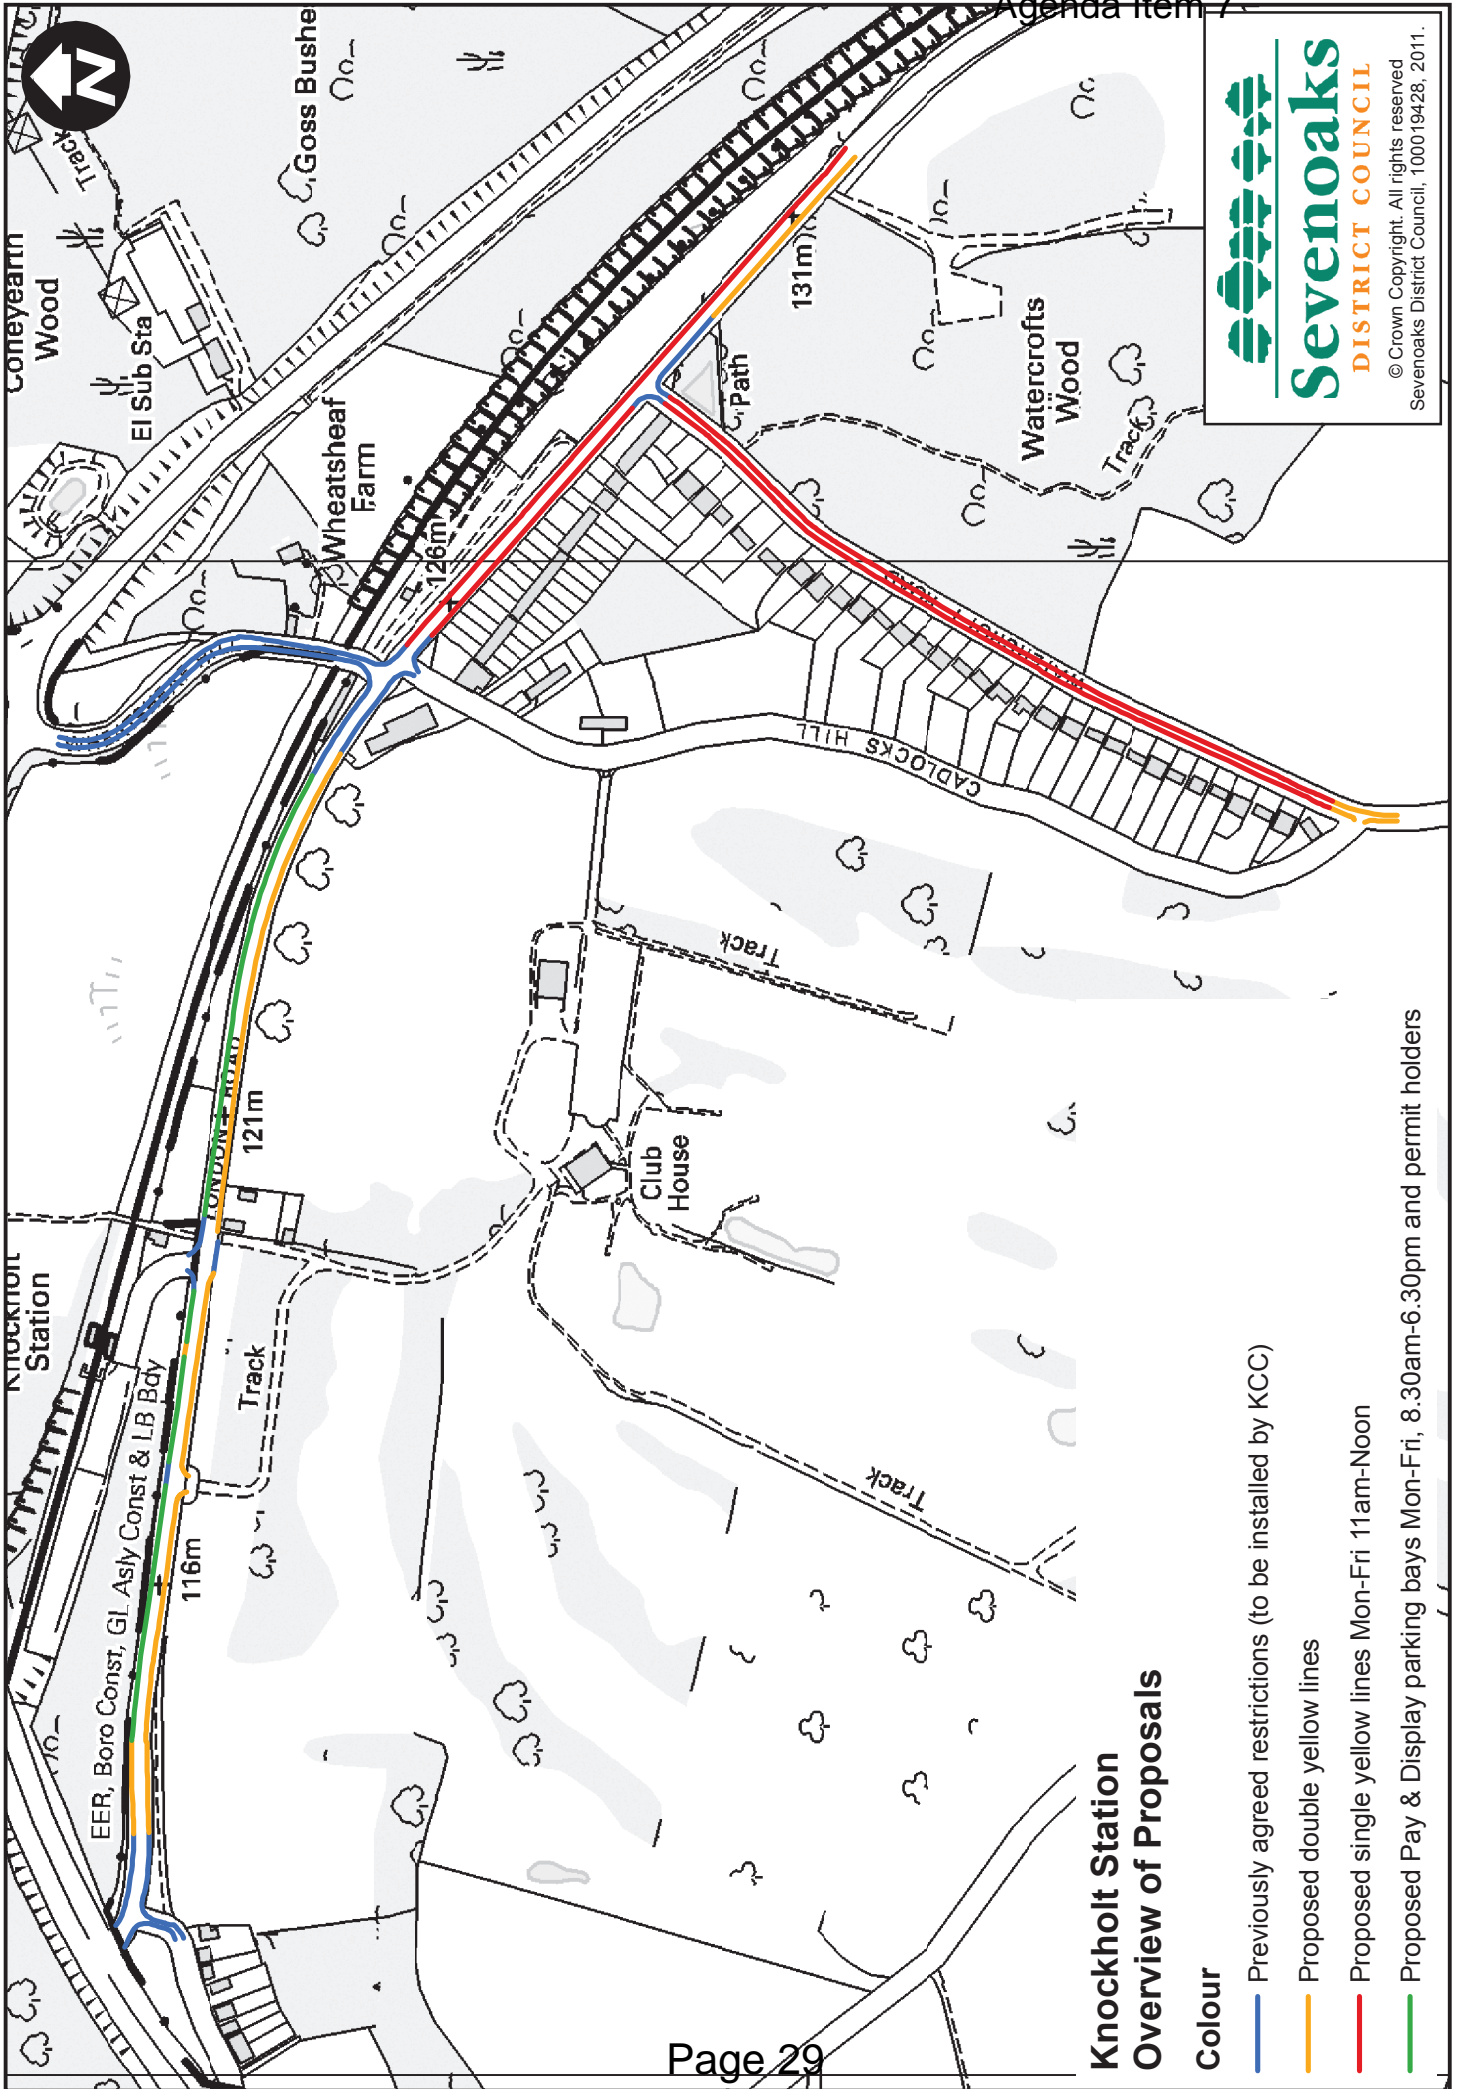 Agenda Item 7
N
Track
Goss Bushe
Coneyearn
Wood
El Sub Sta
Wheatsheaf
Farm
126m
131m
Path
Watercrofts
Wood
Track
CADLOCKS HILL
Knockholt
Station
EER, Boro Const, GL Asly Const & LB Bdy
121m
116m
Track
Track
Club
House
Track
Sevenoaks
DISTRICT COUNCIL
© Crown Copyright. All rights reserved
Sevenoaks District Council, 100019428, 2011.
Knockholt Station
Overview of Proposals
Colour
Previously agreed restrictions (to be installed by KCC)
Proposed double yellow lines
Proposed single yellow lines Mon-Fri 11am-Noon
Proposed Pay & Display parking bays Mon-Fri, 8.30am-6.30pm and permit holders
Page 29